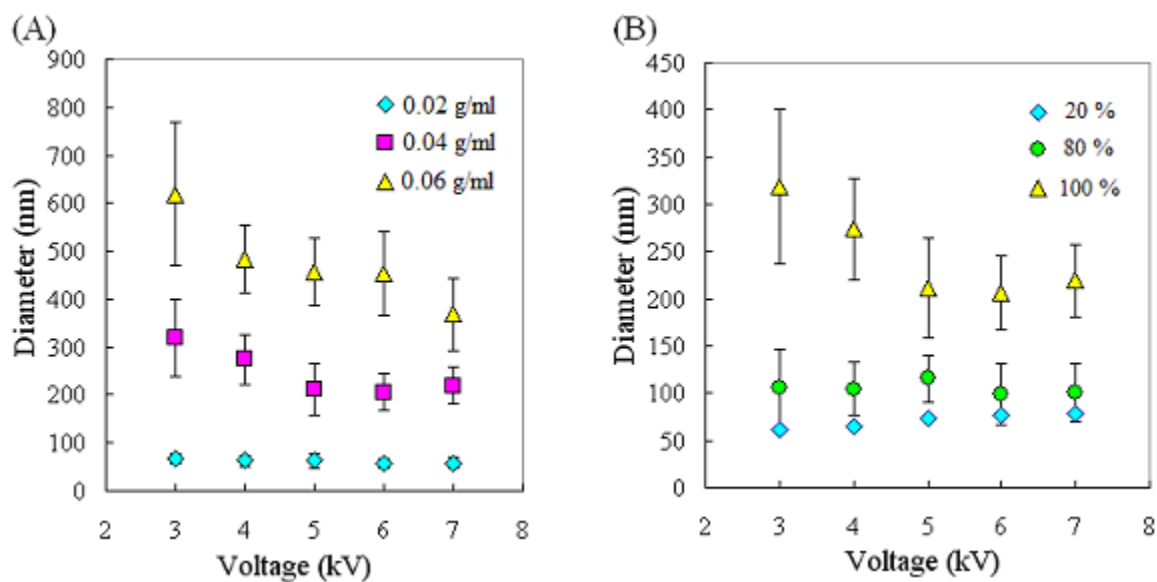 (A)
900
800
700
600
500
400
300
200
100
0
2 3 4 5 6 7 8
Diameter (nm)
Voltage (kV)
0.02 g/ml
0.04 g/ml
0.06 g/ml
(B)
450
400
350
300
250
200
150
100
50
0
2 3 4 5 6 7 8
Diameter (nm)
Voltage (kV)
20 %
80 %
100 %